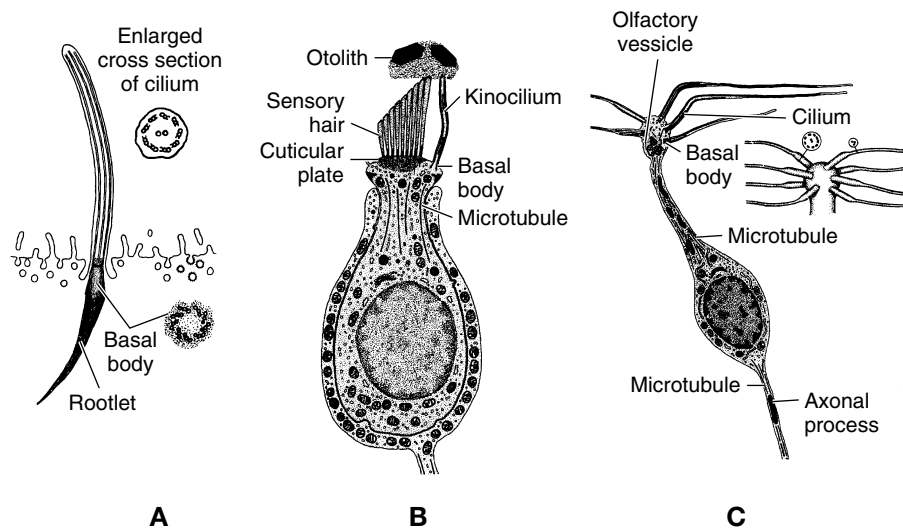 Enlarged
cross section
of cilium
Basal
body
Rootlet
A
Otolith
Sensory
hair
Cuticular
plate
Kinocilium
Basal
body
Microtubule
B
Olfactory
vessicle
Cilium
Basal
body
Microtubule
Microtubule
Axonal
process
C